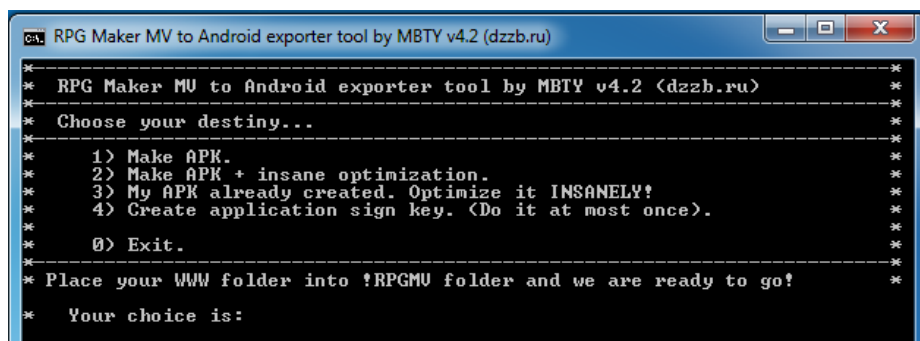 RPG Maker MV to Android exporter tool by MBTY v4.2 (dzzb.ru)
*---------------------------------------------------------------*
* RPG Maker MV to Android exporter tool by MBTY v4.2 (dzzb.ru) *
*---------------------------------------------------------------*
* Choose your destiny... *
*---------------------------------------------------------------*
* 1) Make APK. *
* 2) Make APK + insane optimization. *
* 3) My APK already created. Optimize it INSANELY! *
* 4) Create application sign key. (Do it at most once). *
* *
* 0) Exit. *
*---------------------------------------------------------------*
* Place your WWW folder into !RPGMV folder and we are ready to go! *
* Your choice is: